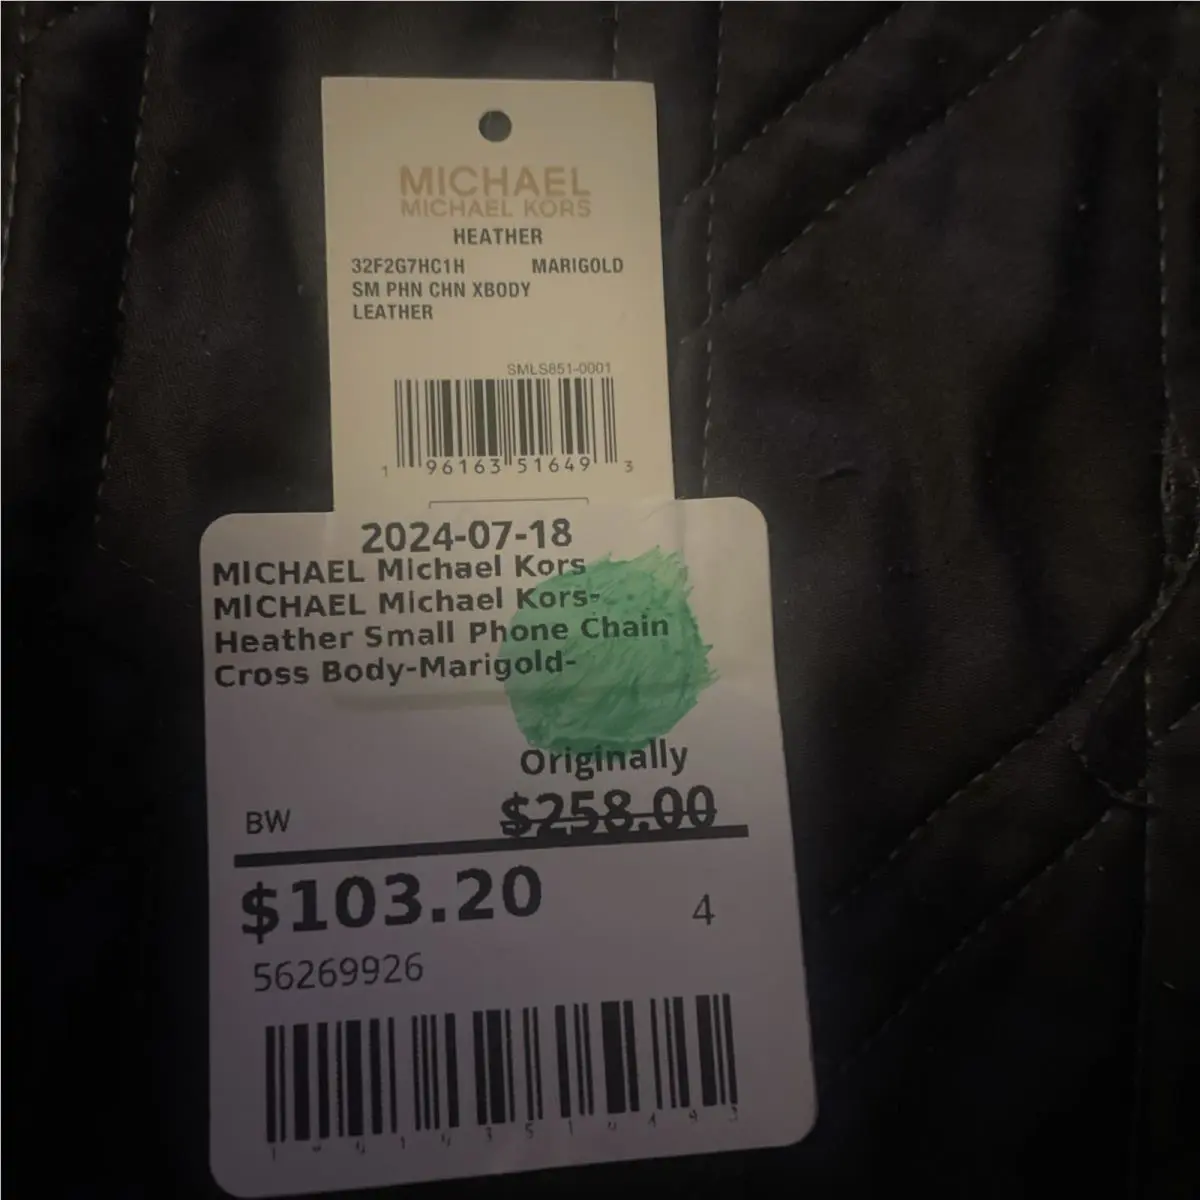 MICHAEL
MICHAEL KORS
HEATHER
32F2G7HC1H MARIGOLD
SM PHN CHN XBODY
LEATHER
SMLS851-0001
1 96163 51649 3
2024-07-18
MICHAEL Michael Kors
MICHAEL Michael Kors-
Heather Small Phone Chain
Cross Body-Marigold-
Originally
BW $258.00
$103.20
4
56269926